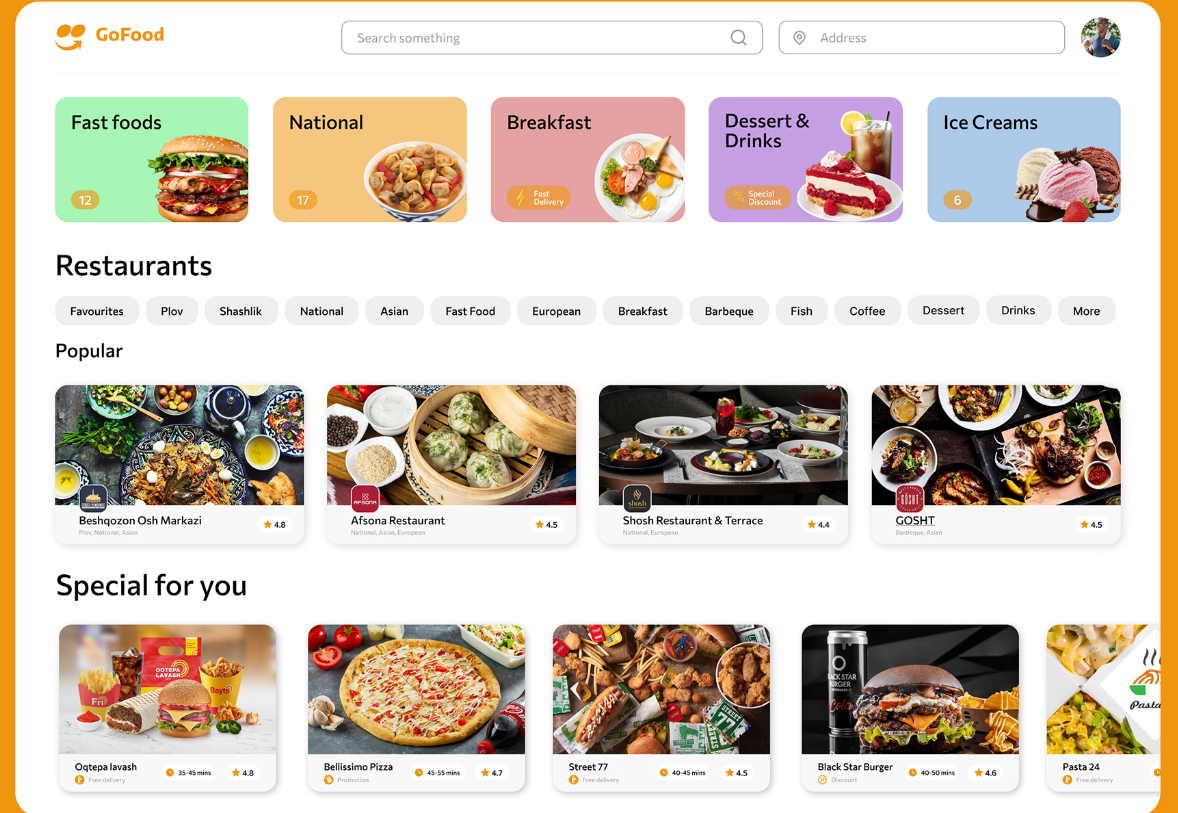 GoFood
Search something
Address
Fast foods
12
National
17
Breakfast
Fast
Delivery
Dessert &
Drinks
Special
Discount
Ice Creams
6
Restaurants
Favourites
Plov
Shashlik
National
Asian
Fast Food
European
Breakfast
Barbeque
Fish
Coffee
Dessert
Drinks
More
Popular
Beshqozon Osh Markazi
4.8
Plov, National, Asian
AFSONA
Afsona Restaurant
4.5
National, Asian, European
shosh
Shosh Restaurant & Terrace
4.4
National, European
GOSHT
GOSHT
4.5
Barbeque, Asian
Special for you
OQTEPA
LAVASH
Fri
Bayts
Oqtepa lavash
Free delivery
35-45 mins
4.8
Bellissimo Pizza
Promotion
45-55 mins
4.7
STREET
77
Street 77
Free delivery
40-45 mins
4.5
BLACK STAR
BURGER
Cola
Black Star Burger
Discount
40-50 mins
4.6
Pasta
Pasta 24
Free delivery